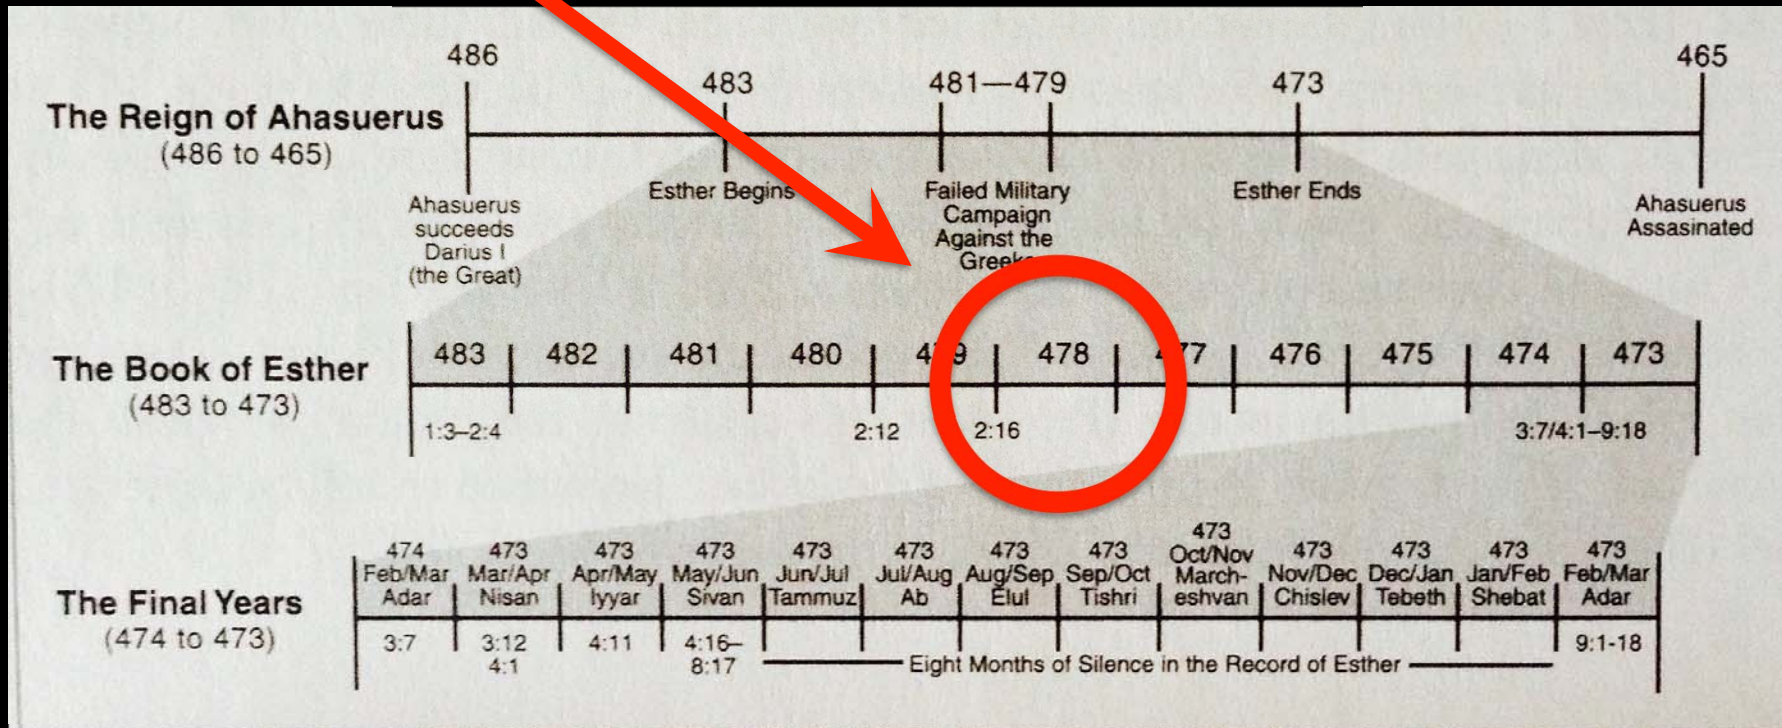 486
465
483
481—479
473
The Reign of Ahasuerus
(486 to 465)
Esther Begins
Failed Military
Campaign
Against the
Greeks
Esther Ends
Ahasuerus
succeeds
Darius I
(the Great)
Ahasuerus
Assasinated
The Book of Esther
(483 to 473)
483 482 481 480 479 478 477 476 475 474 473
1:3–2:4 2:12 2:16 3:7/4:1–9:18
The Final Years
(474 to 473)
474
Feb/Mar
Adar
473
Mar/Apr
Nisan
473
Apr/May
Iyyar
473
May/Jun
Sivan
473
Jun/Jul
Tammuz
473
Jul/Aug
Ab
473
Aug/Sep
Elul
473
Sep/Oct
Tishri
473
Oct/Nov
March-
eshvan
473
Nov/Dec
Chislev
473
Dec/Jan
Tebeth
473
Jan/Feb
Shebat
473
Feb/Mar
Adar
3:7
3:12
4:1
4:11
4:16–
8:17
Eight Months of Silence in the Record of Esther
9:1-18